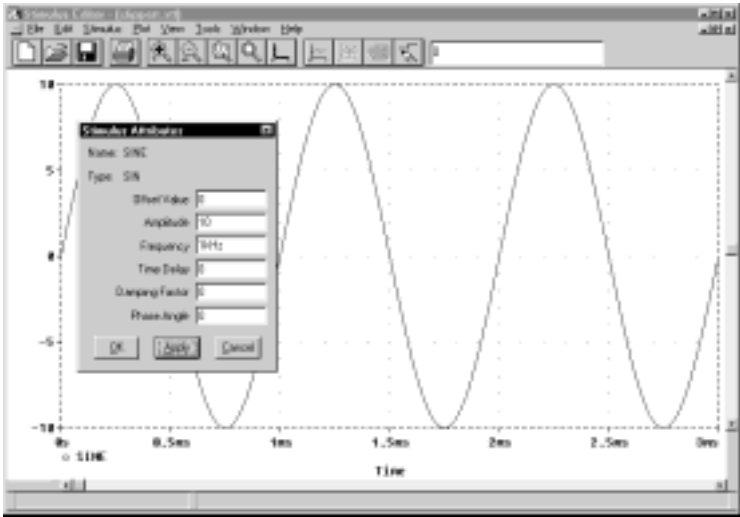 Stimulus Editor - [clipper.stl]
File Edit Stimulus Plot View Tools Window Help
0
10
5
0
-5
-10
Stimulus Attributes
Name: SINE
Type: SIN
Offset Value 0
Amplitude 10
Frequency 1kHz
Time Delay 0
Damping Factor 0
Phase Angle 0
OK Apply Cancel
0s 0.5ms 1ms 1.5ms 2ms 2.5ms 3ms
SINE
Time